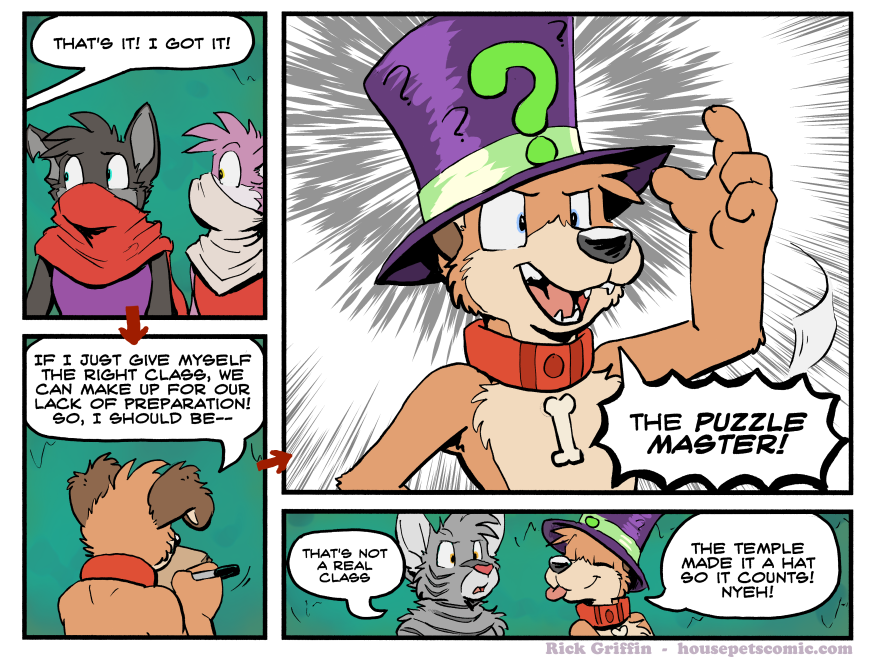 THAT'S IT! I GOT IT!
IF I JUST GIVE MYSELF
THE RIGHT CLASS, WE
CAN MAKE UP FOR OUR
LACK OF PREPARATION!
SO, I SHOULD BE--
?
?
?
?
THE PUZZLE
MASTER!
THAT'S NOT
A REAL
CLASS
THE TEMPLE
MADE IT A HAT
SO IT COUNTS!
NYEH!
Rick Griffin - housepetscomic.com